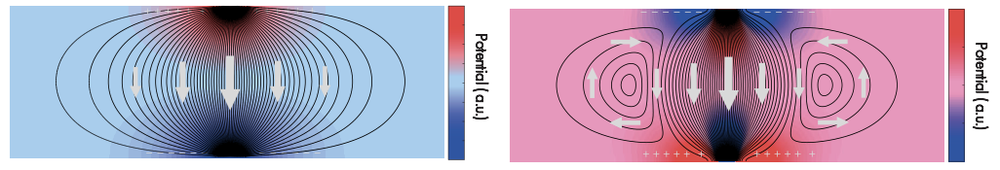 Potential (a.u.)
Potential (a.u.)
+ + + + + + + + + + + +